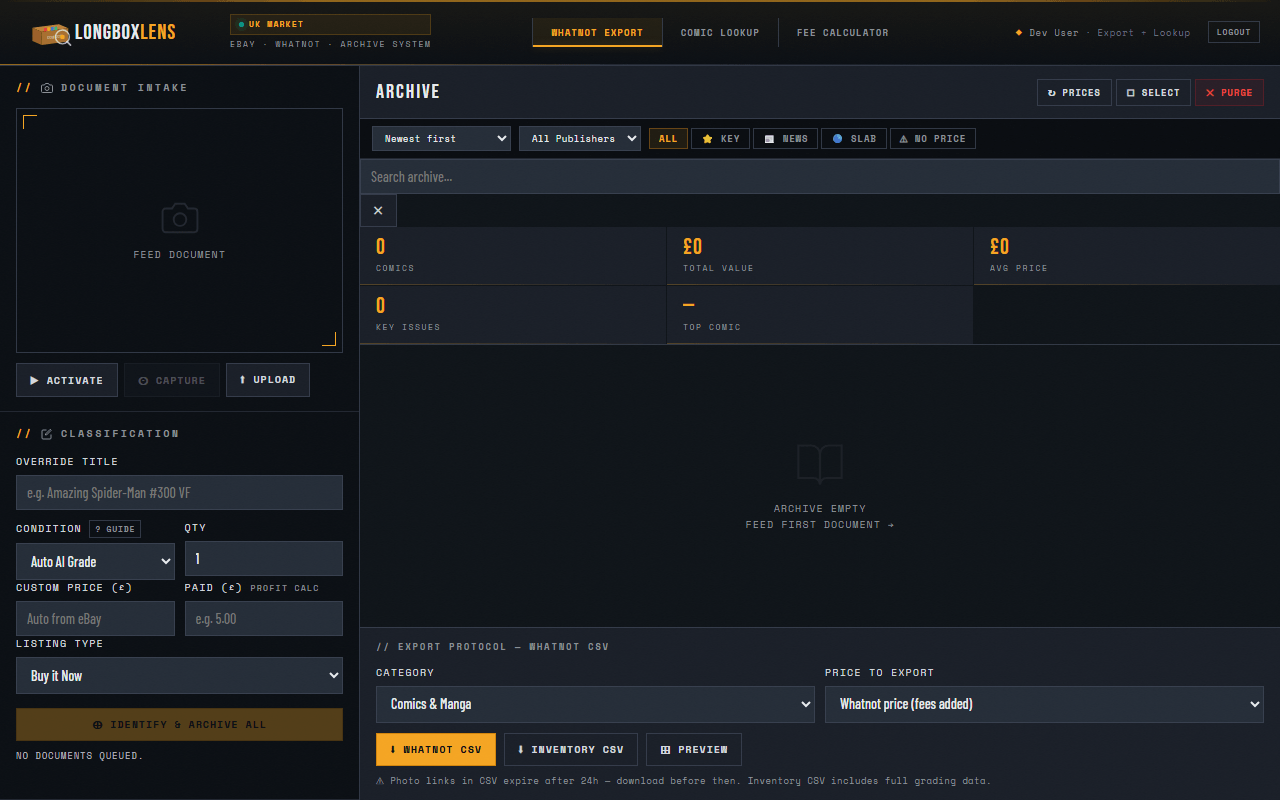 LONGBOXLENS
UK MARKET
EBAY · WHATNOT · ARCHIVE SYSTEM
WHATNOT EXPORT
COMIC LOOKUP
FEE CALCULATOR
◆ Dev User · Export + Lookup
LOGOUT
// DOCUMENT INTAKE
FEED DOCUMENT
▶ ACTIVATE
CAPTURE
⬆ UPLOAD
// CLASSIFICATION
OVERRIDE TITLE
e.g. Amazing Spider-Man #300 VF
CONDITION ? GUIDE
QTY
Auto AI Grade
1
CUSTOM PRICE (£)
PAID (£) PROFIT CALC
Auto from eBay
e.g. 5.00
LISTING TYPE
Buy it Now
IDENTIFY & ARCHIVE ALL
NO DOCUMENTS QUEUED.
ARCHIVE
↻ PRICES
☐ SELECT
✕ PURGE
Newest first
All Publishers
ALL
⭐ KEY
NEWS
SLAB
⚠ NO PRICE
Search archive...
✕
0
COMICS
£0
TOTAL VALUE
£0
AVG PRICE
0
KEY ISSUES
—
TOP COMIC
ARCHIVE EMPTY
FEED FIRST DOCUMENT →
// EXPORT PROTOCOL — WHATNOT CSV
CATEGORY
PRICE TO EXPORT
Comics & Manga
Whatnot price (fees added)
⬇ WHATNOT CSV
⬇ INVENTORY CSV
⊞ PREVIEW
⚠ Photo links in CSV expire after 24h — download before then. Inventory CSV includes full grading data.